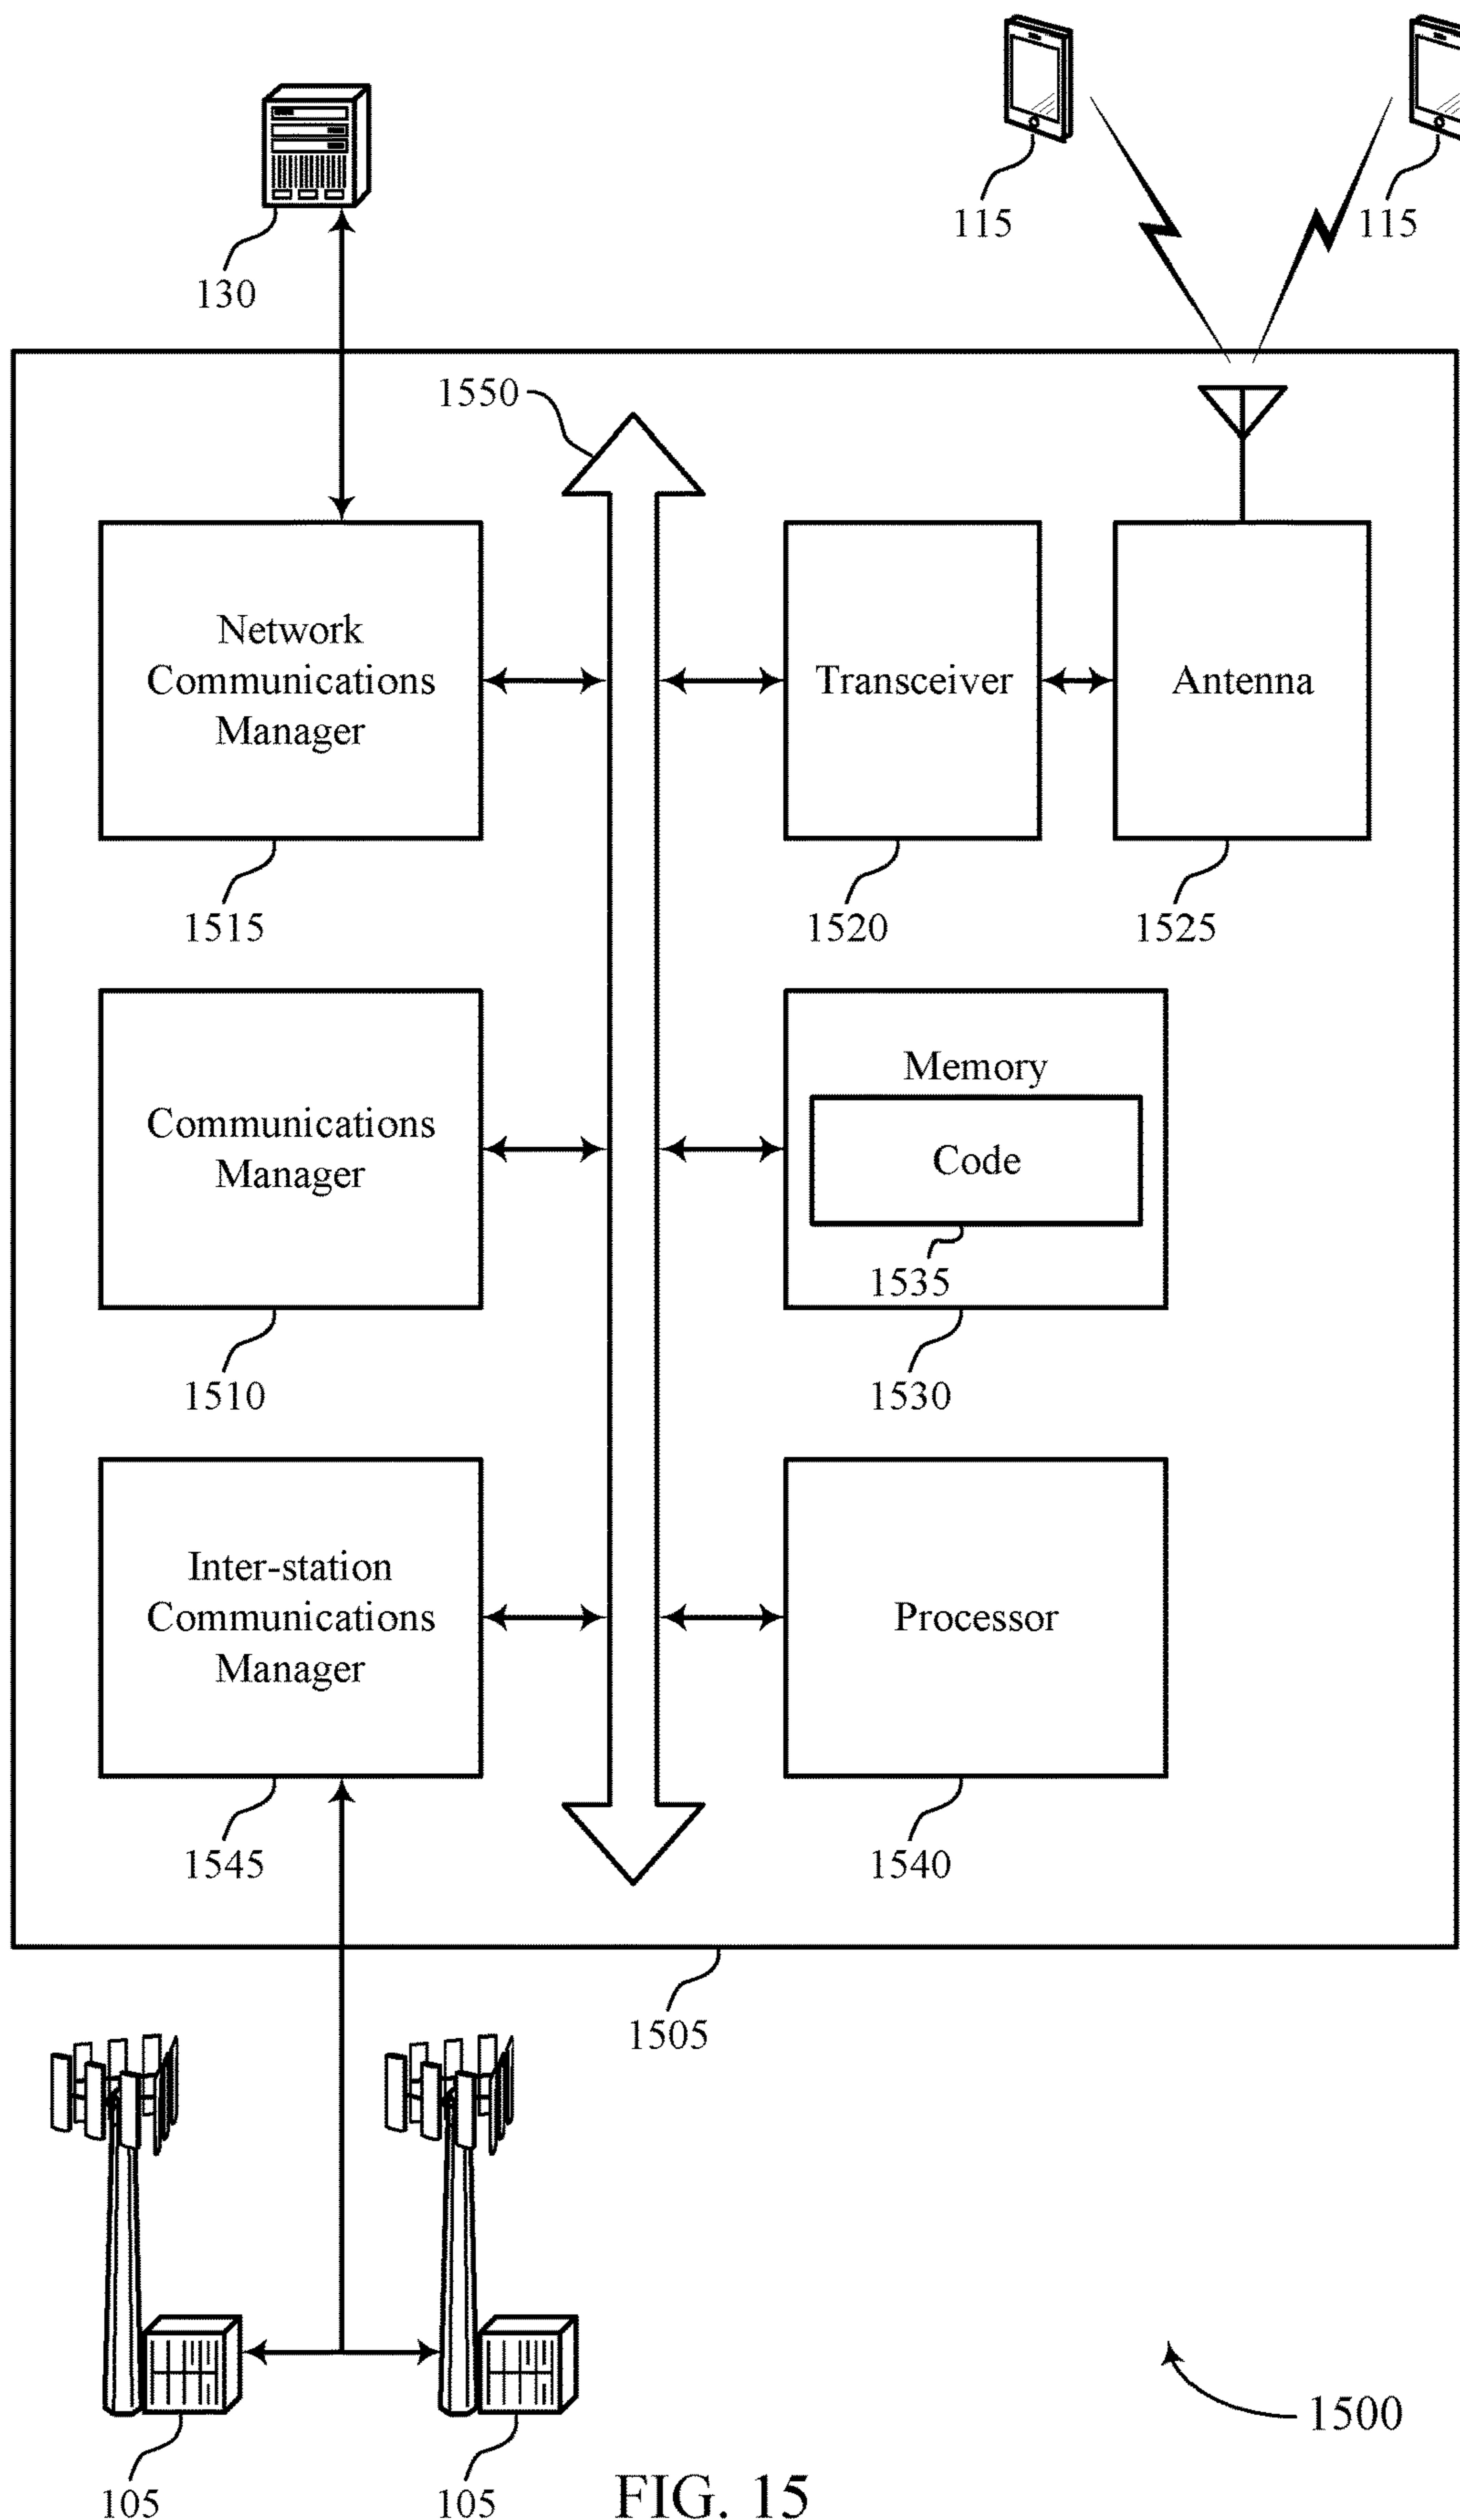 115
115
130
1550
Network
Communications
Manager
Transceiver
Antenna
1515
1520
1525
Communications
Manager
Memory
Code
1535
1510
1530
Inter-station
Communications
Manager
Processor
1545
1540
1505
1500
105
105
FIG. 15